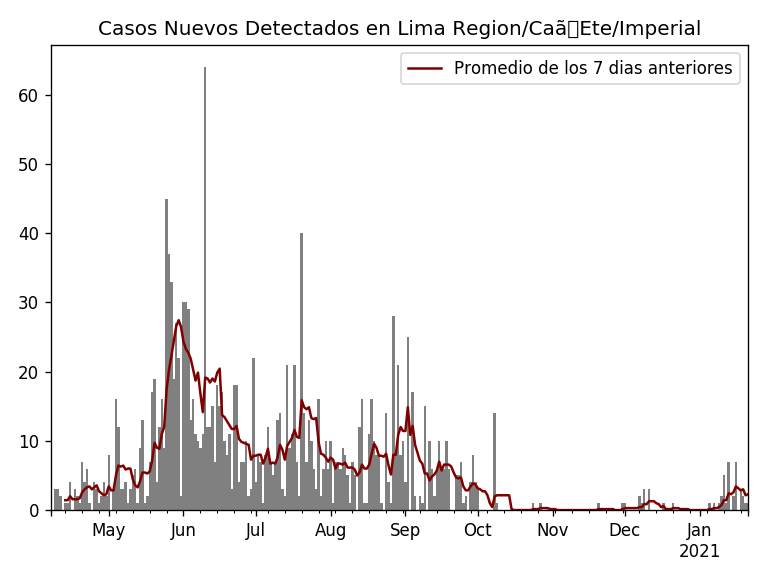 Casos Nuevos Detectados en Lima Region/Caã�Ete/Imperial
Promedio de los 7 dias anteriores
60
50
40
30
20
10
0
May Jun Jul Aug Sep Oct Nov Dec Jan
2021